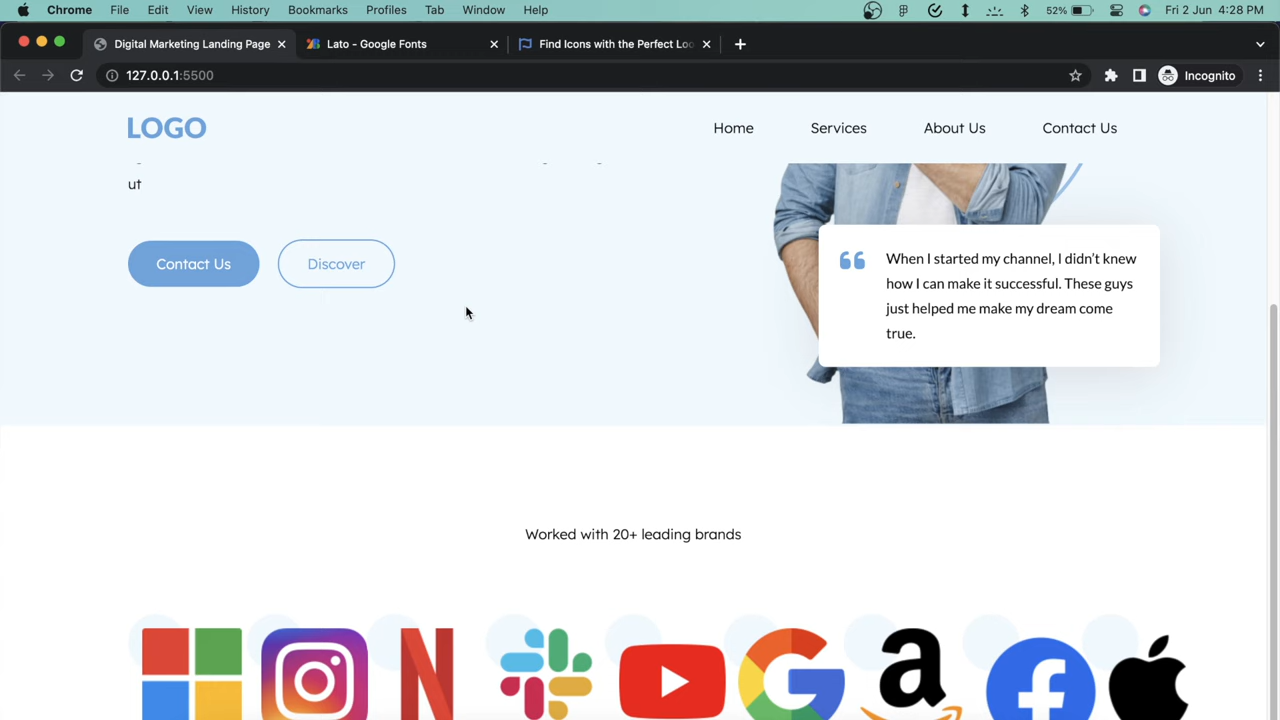 Chrome File Edit View History Bookmarks Profiles Tab Window Help 52% Fri 2 Jun 4:28 PM
Digital Marketing Landing Page Lato - Google Fonts Find Icons with the Perfect Loo
127.0.0.1:5500 Incognito
LOGO Home Services About Us Contact Us
ut
Contact Us Discover
When I started my channel, I didn't knew
how I can make it successful. These guys
just helped me make my dream come
true.
Worked with 20+ leading brands